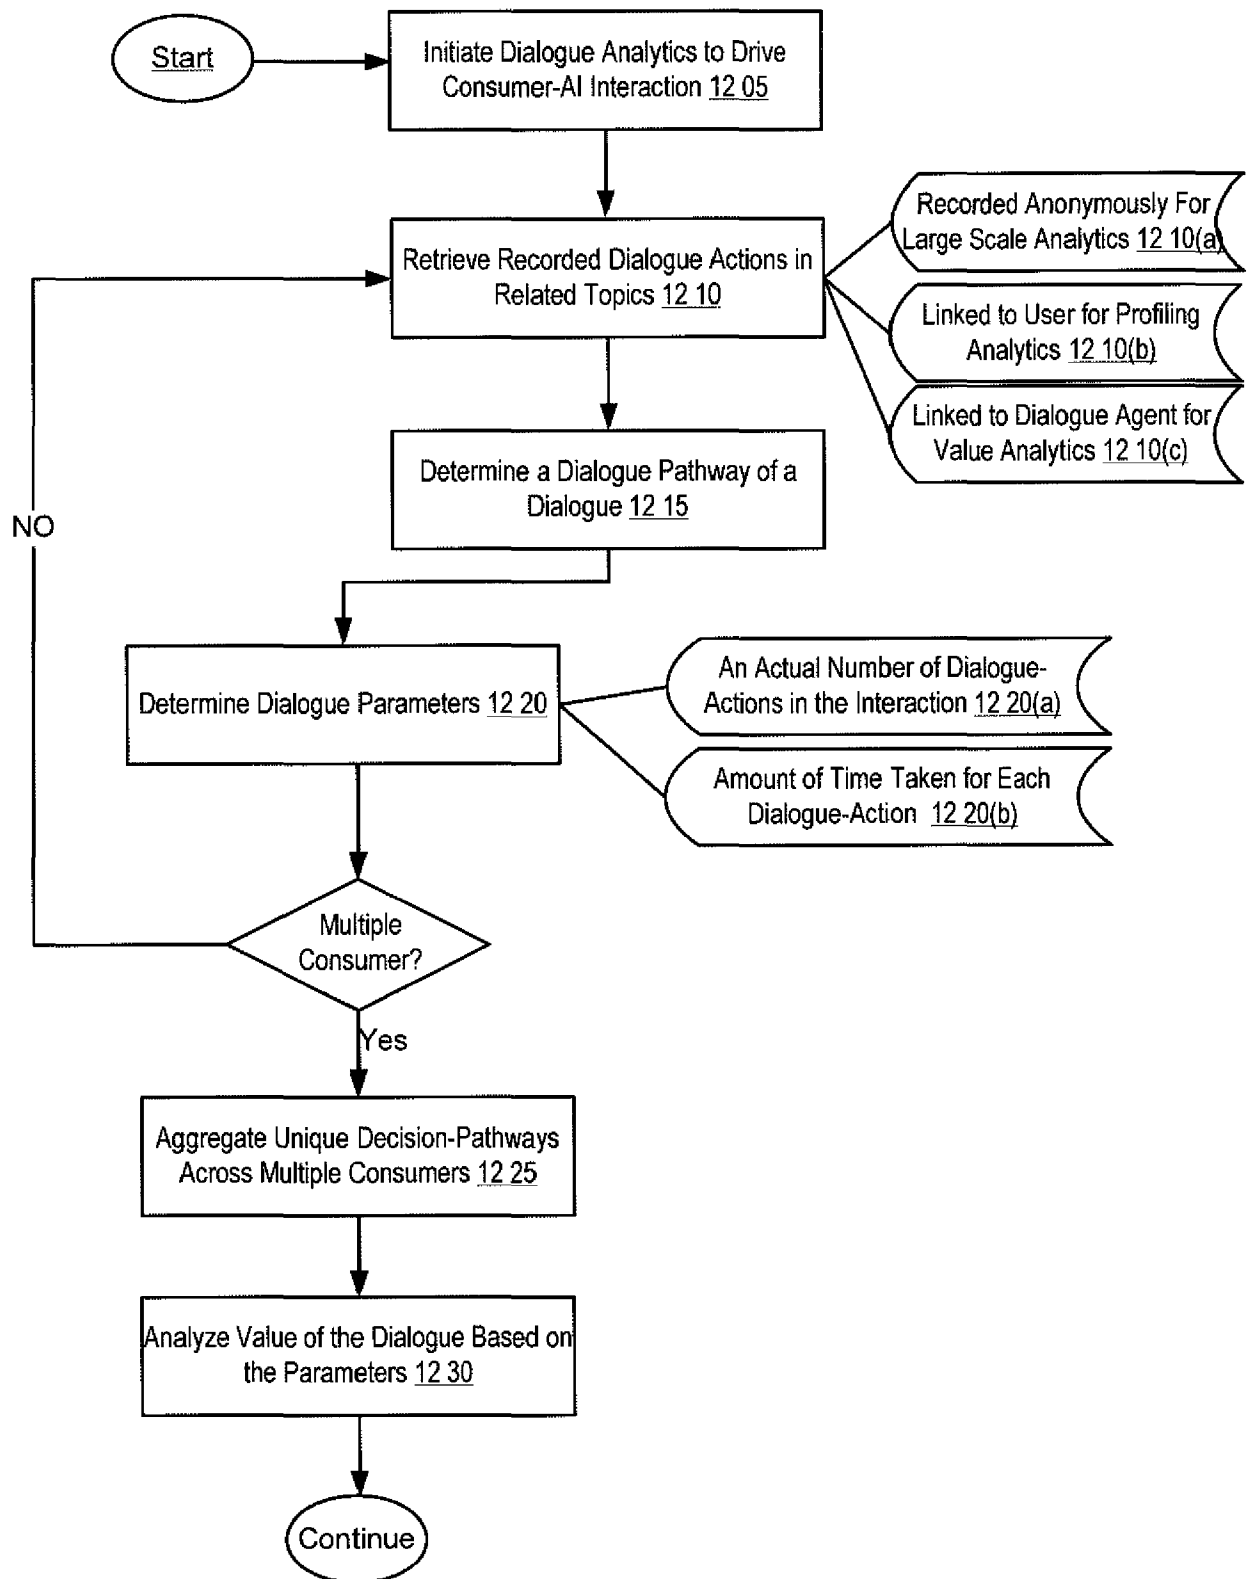 Start
Initiate Dialogue Analytics to Drive
Consumer-AI Interaction 12 05
Retrieve Recorded Dialogue Actions in
Related Topics 12 10
Recorded Anonymously For
Large Scale Analytics 12 10(a)
Linked to User for Profiling
Analytics 12 10(b)
Linked to Dialogue Agent for
Value Analytics 12 10(c)
Determine a Dialogue Pathway of a
Dialogue 12 15
NO
Determine Dialogue Parameters 12 20
An Actual Number of Dialogue-
Actions in the Interaction 12 20(a)
Amount of Time Taken for Each
Dialogue-Action 12 20(b)
Multiple
Consumer?
Yes
Aggregate Unique Decision-Pathways
Across Multiple Consumers 12 25
Analyze Value of the Dialogue Based on
the Parameters 12 30
Continue